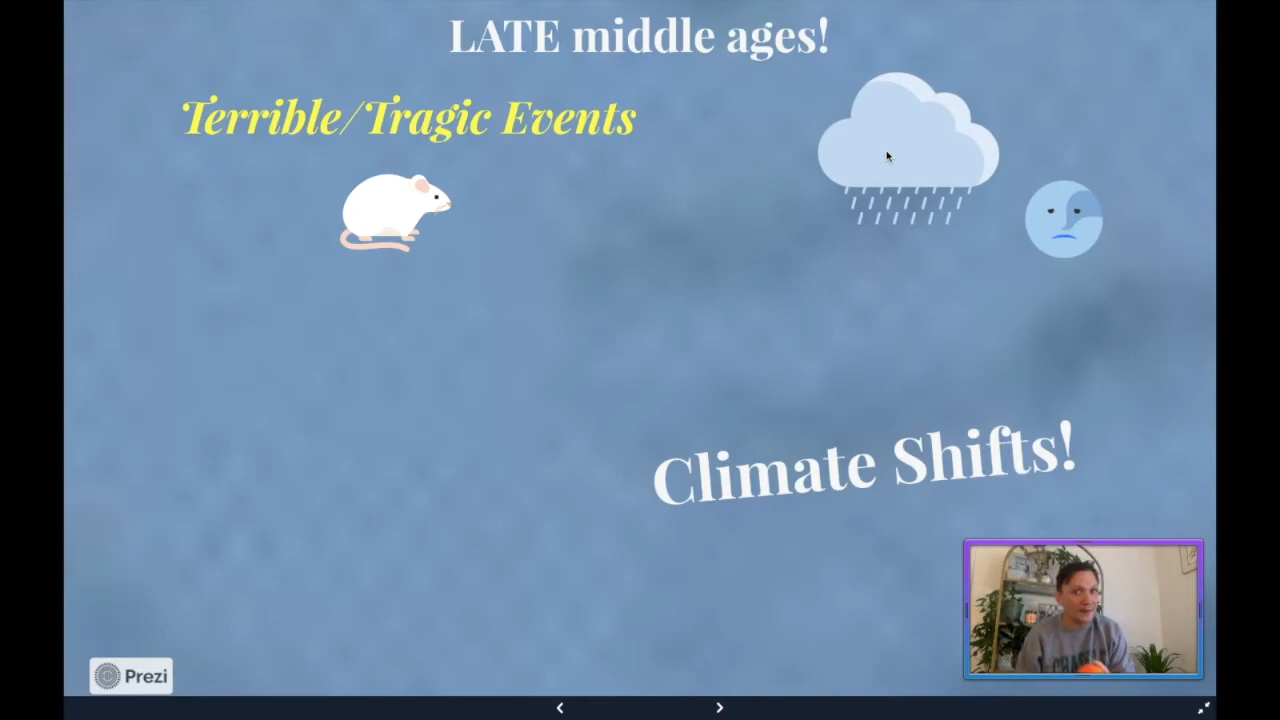 LATE middle ages!
Terrible/Tragic Events
Climate Shifts!
Prezi